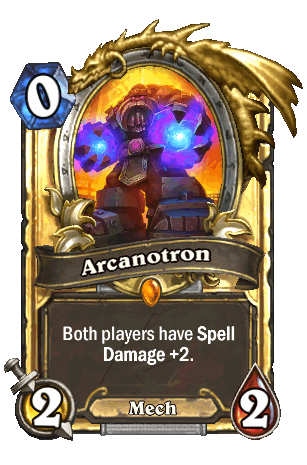 0
Arcanotron
Both players have Spell
Damage +2.
2
Mech
2